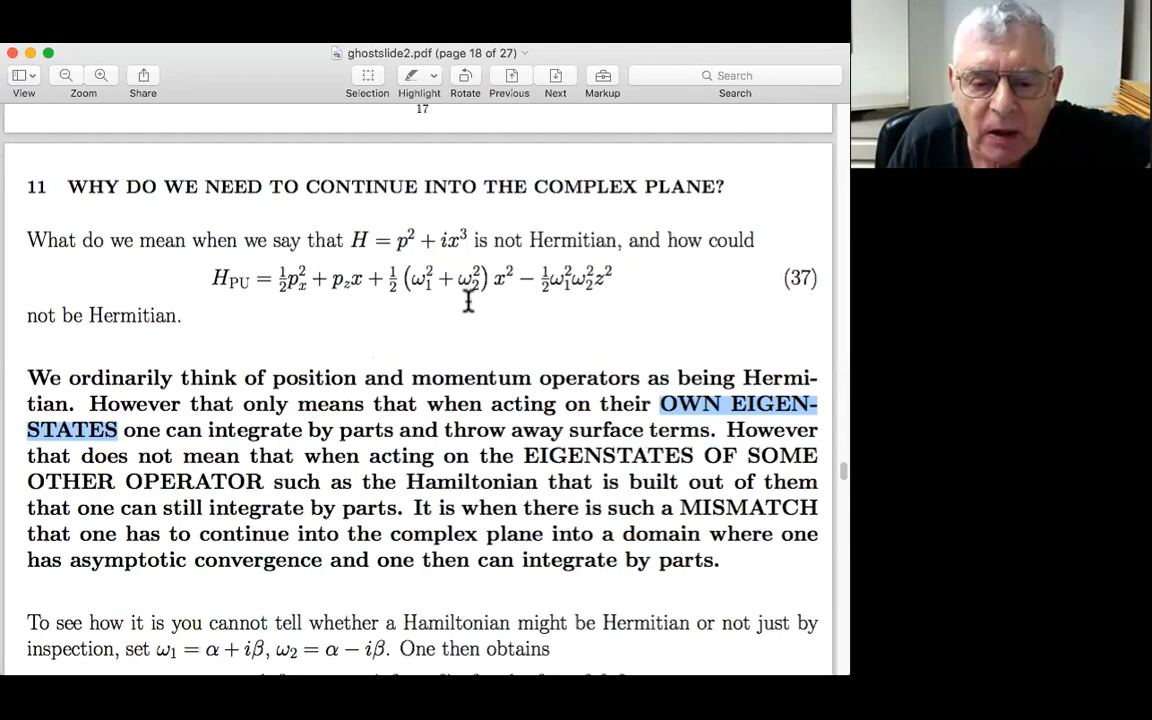 ghostslide2.pdf (page 18 of 27)
View Zoom Share Selection Highlight Rotate Previous Next Markup Search
Search
17
11 WHY DO WE NEED TO CONTINUE INTO THE COMPLEX PLANE?
What do we mean when we say that H = p² + ix³ is not Hermitian, and how could
H_PU = ½p_x² + p_z x + ½ (ω₁² + ω₂²) x² − ½ω₁²ω₂²z² (37)
not be Hermitian.
We ordinarily think of position and momentum operators as being Hermi-
tian. However that only means that when acting on their OWN EIGEN-
STATES one can integrate by parts and throw away surface terms. However
that does not mean that when acting on the EIGENSTATES OF SOME
OTHER OPERATOR such as the Hamiltonian that is built out of them
that one can still integrate by parts. It is when there is such a MISMATCH
that one has to continue into the complex plane into a domain where one
has asymptotic convergence and one then can integrate by parts.
To see how it is you cannot tell whether a Hamiltonian might be Hermitian or not just by
inspection, set ω₁ = α + iβ, ω₂ = α − iβ. One then obtains